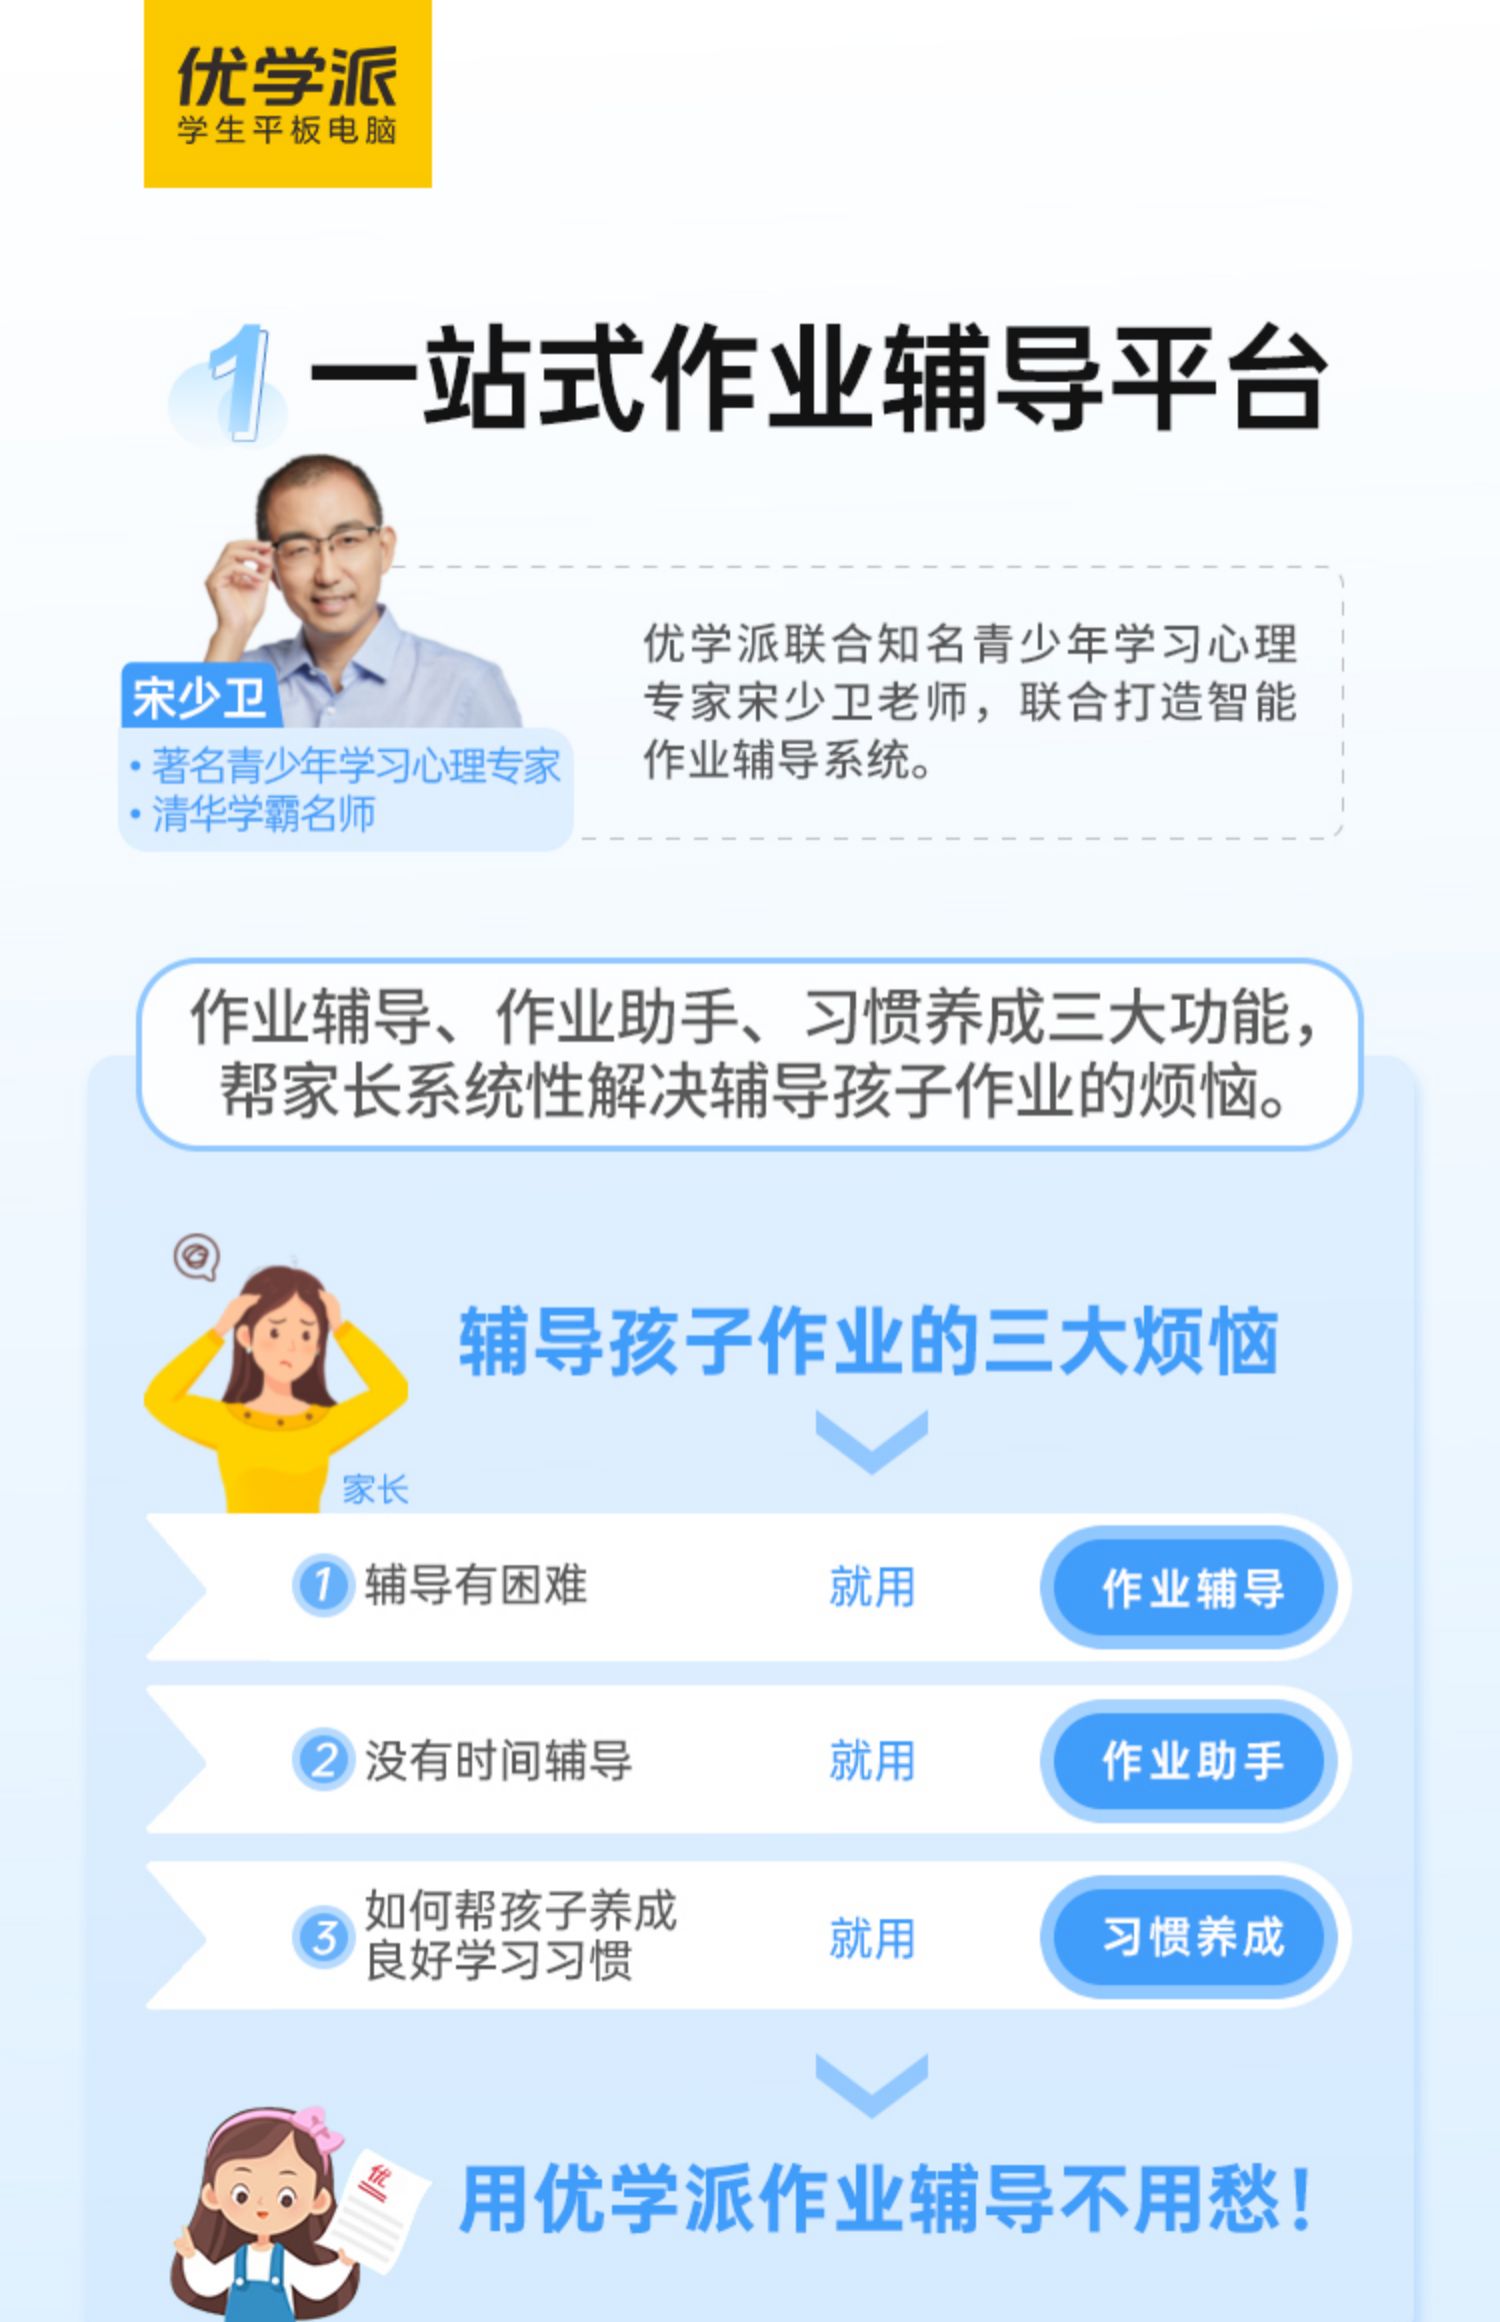 优学派
学生平板电脑
1 一站式作业辅导平台
宋少卫
• 著名青少年学习心理专家
• 清华学霸名师
优学派联合知名青少年学习心理
专家宋少卫老师，联合打造智能
作业辅导系统。
作业辅导、作业助手、习惯养成三大功能，
帮家长系统性解决辅导孩子作业的烦恼。
辅导孩子作业的三大烦恼
家长
1 辅导有困难 就用 作业辅导
2 没有时间辅导 就用 作业助手
3 如何帮孩子养成
良好学习习惯 就用 习惯养成
优
用优学派作业辅导不用愁！